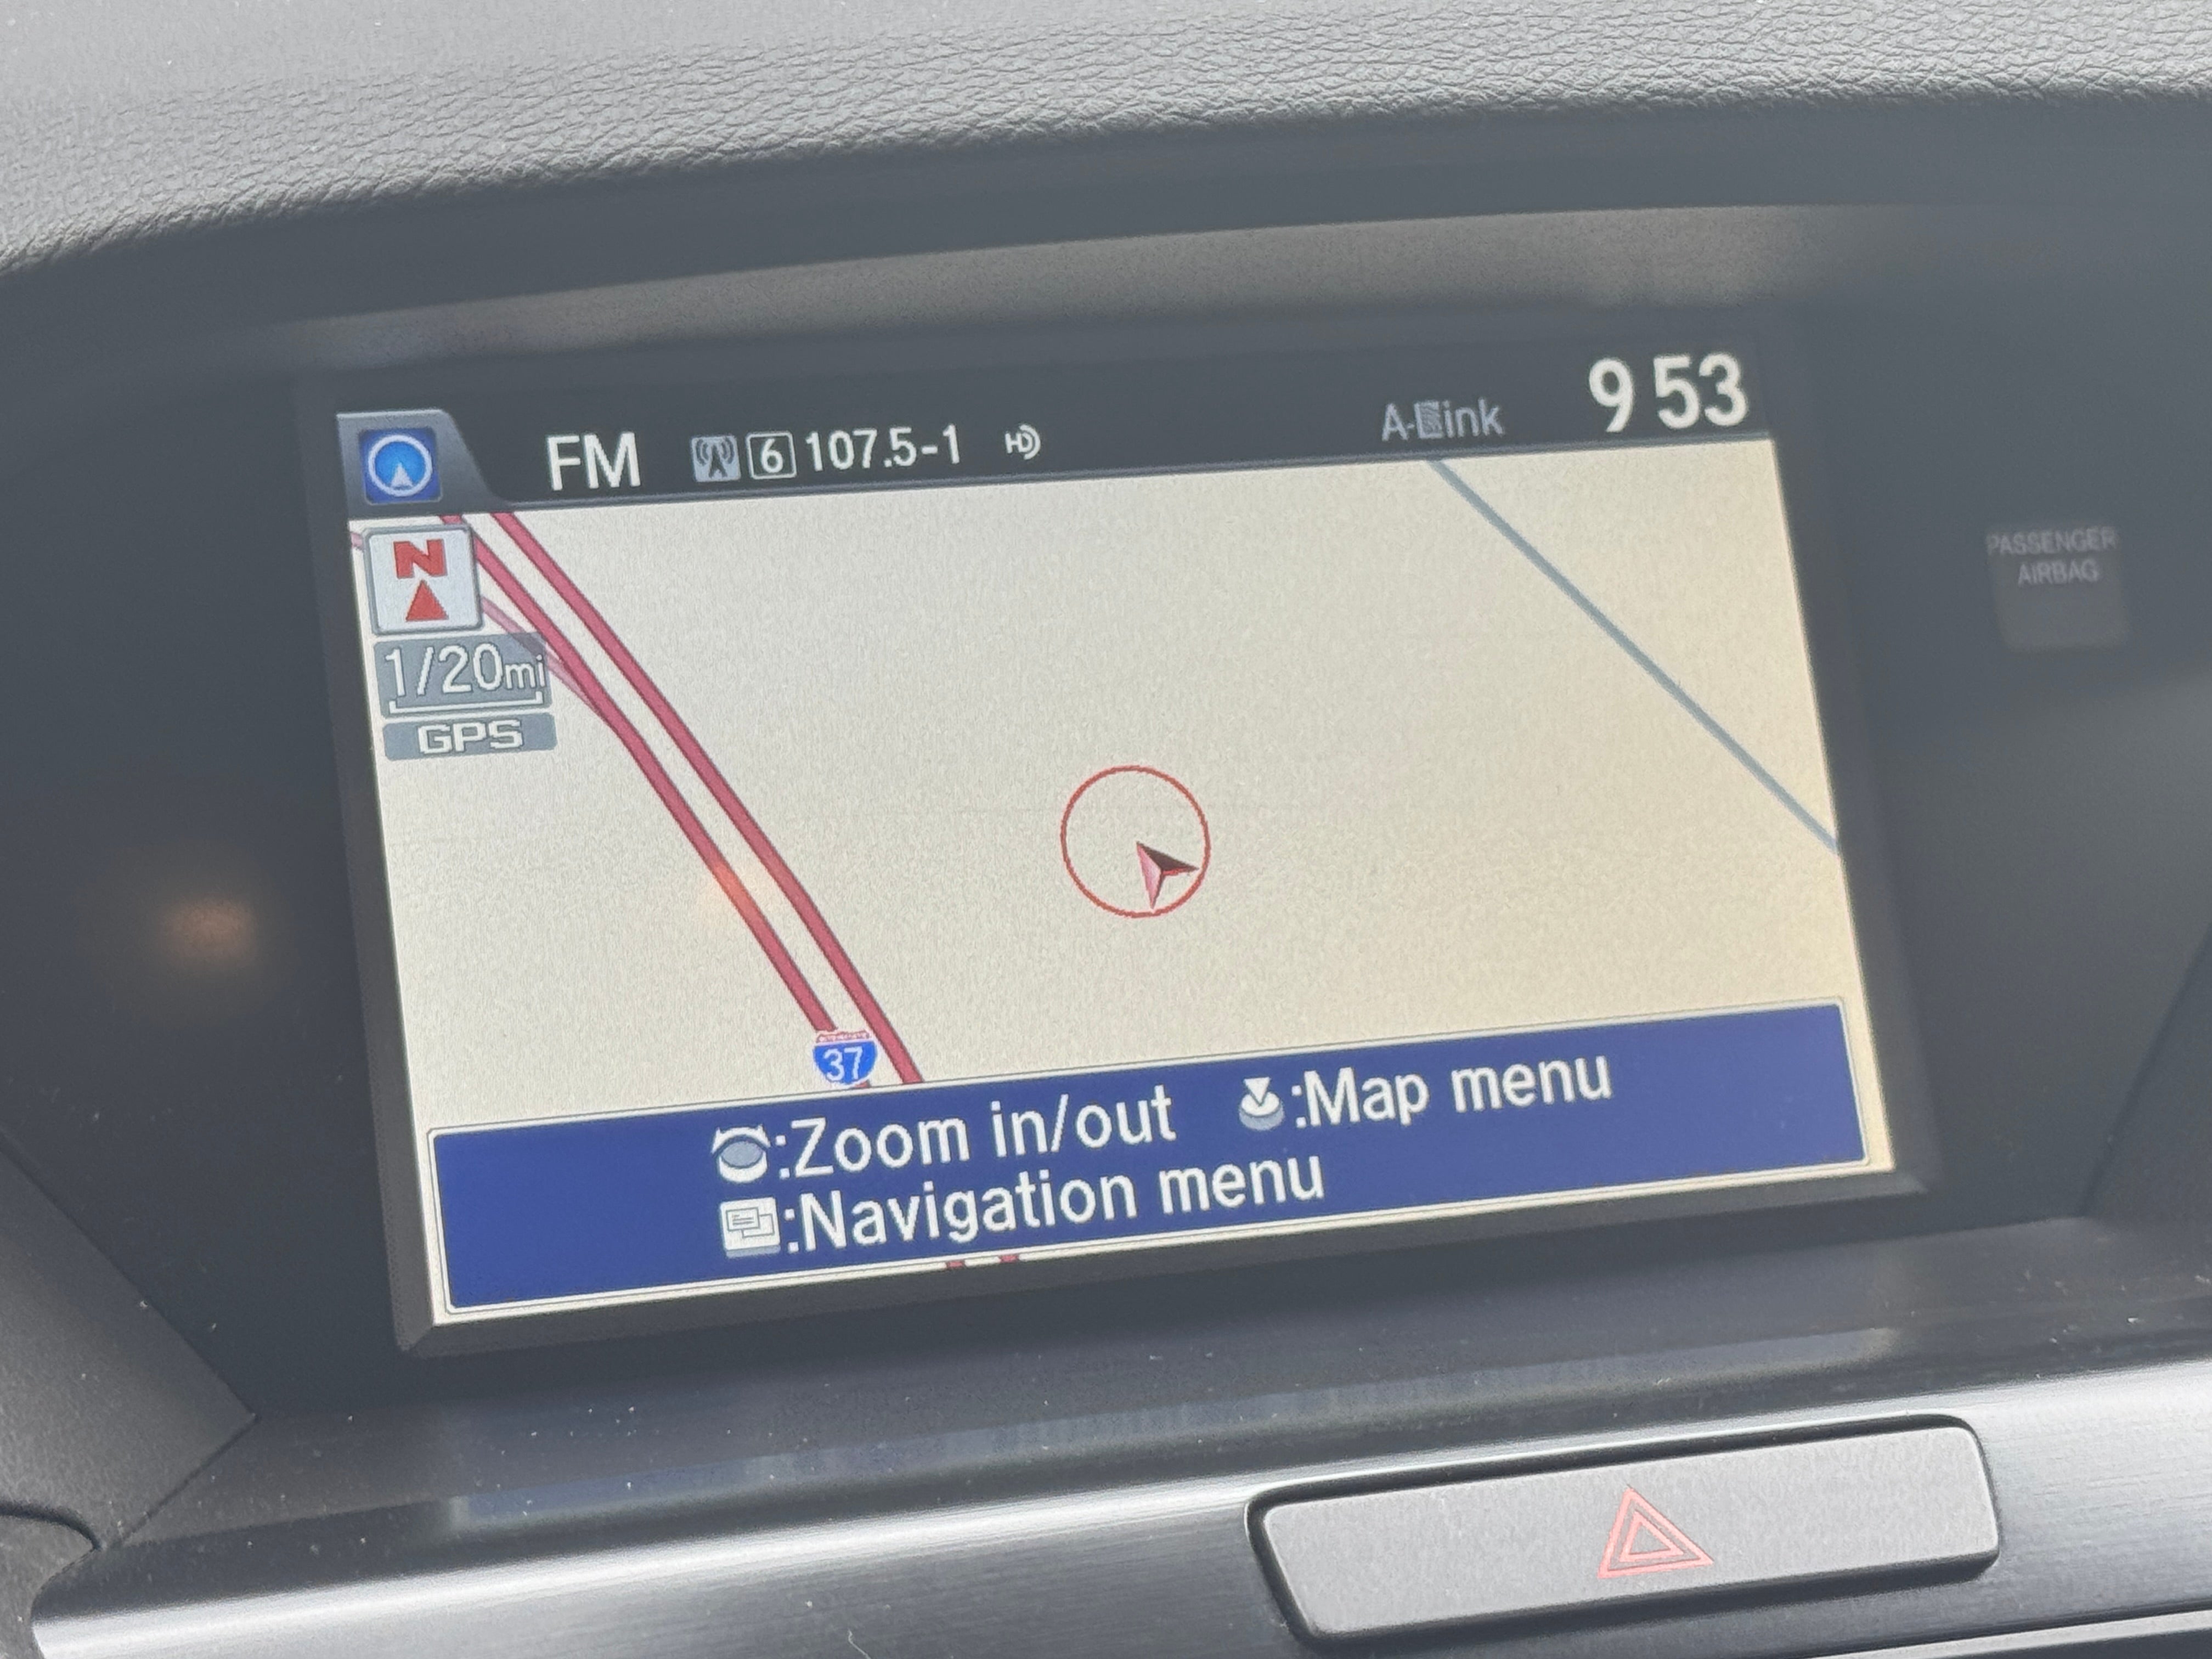 FM 6 107.5-1 HD A-Link 9 53
N
1/20mi
GPS
37
:Zoom in/out :Map menu
:Navigation menu
PASSENGER
AIRBAG